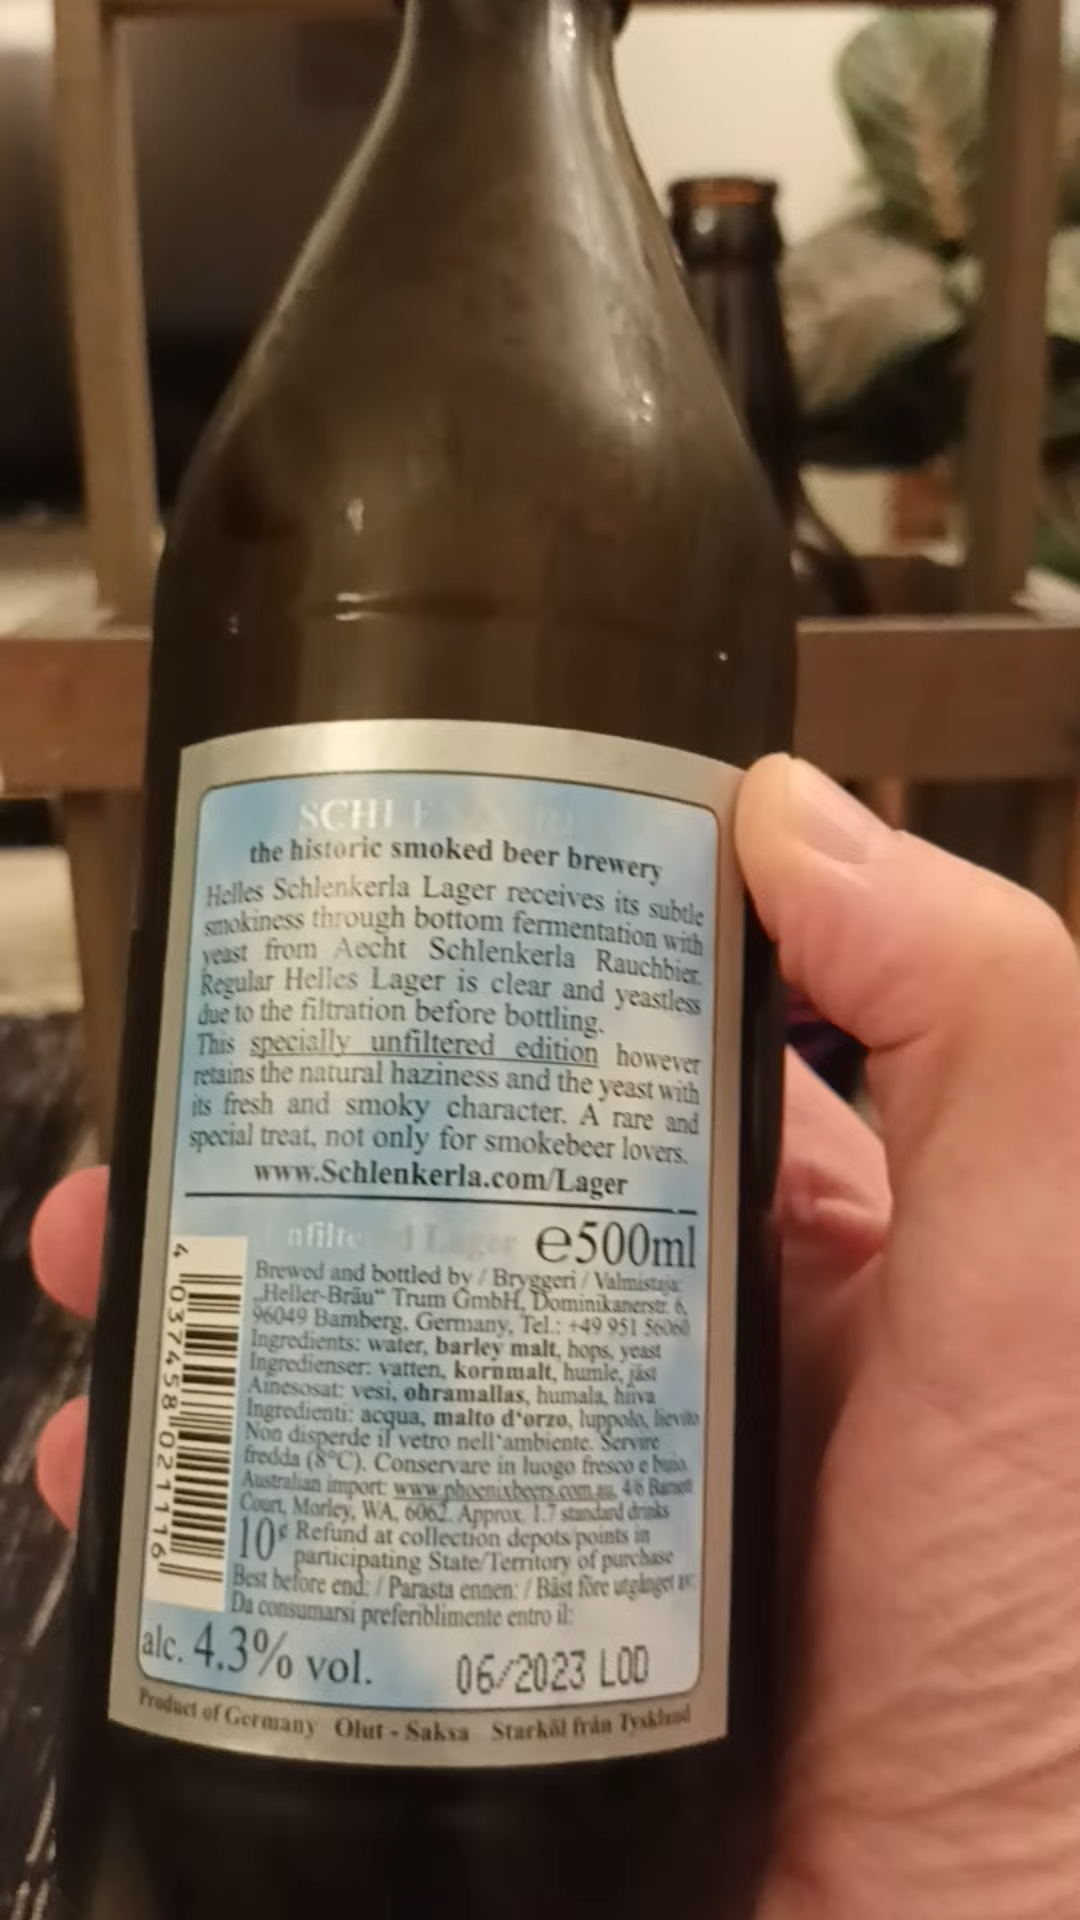 SCHLENKERLA
the historic smoked beer brewery
Helles Schlenkerla Lager receives its subtle
smokiness through bottom fermentation with
yeast from Aecht Schlenkerla Rauchbier.
Regular Helles Lager is clear and yeastless
due to the filtration before bottling.
This specially unfiltered edition however
retains the natural haziness and the yeast with
its fresh and smoky character. A rare and
special treat, not only for smokebeer lovers.
www.Schlenkerla.com/Lager
Unfiltered Lager e500ml
Brewed and bottled by / Bryggeri / Valmistaja:
„Heller-Bräu“ Trum GmbH, Dominikanerstr. 6,
96049 Bamberg, Germany, Tel.: +49 951 56060
Ingredients: water, barley malt, hops, yeast
Ingredienser: vatten, kornmalt, humle, jäst
Ainesosat: vesi, ohramallas, humala, hiiva
Ingredienti: acqua, malto d'orzo, luppolo, lievito
Non disperde il vetro nell'ambiente. Servire
fredda (8°C). Conservare in luogo fresco e buio.
Australian import: www.phoenixbeers.com.au, 4/6 Barnett
Court, Morley, WA, 6062. Approx. 1.7 standard drinks
10¢ Refund at collection depots/points in
participating State/Territory of purchase
Best before end: / Parasta ennen: / Bäst före utgånget av:
Da consumarsi preferiblimente entro il:
4 037458 021116
alc. 4.3% vol.
06/2023 LOD
Product of Germany Olut - Saksa Starköl från Tyskland